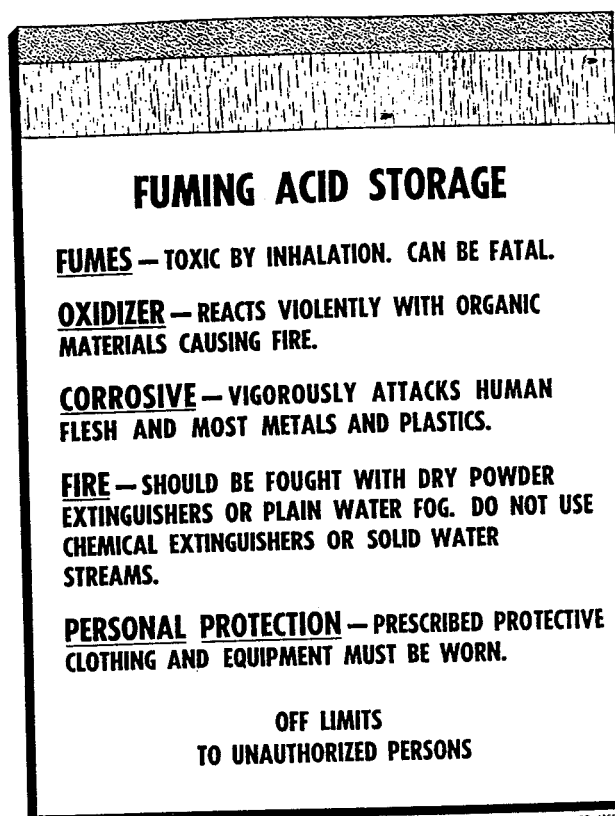 FUMING ACID STORAGE
FUMES — TOXIC BY INHALATION. CAN BE FATAL.
OXIDIZER — REACTS VIOLENTLY WITH ORGANIC
MATERIALS CAUSING FIRE.
CORROSIVE — VIGOROUSLY ATTACKS HUMAN
FLESH AND MOST METALS AND PLASTICS.
FIRE — SHOULD BE FOUGHT WITH DRY POWDER
EXTINGUISHERS OR PLAIN WATER FOG. DO NOT USE
CHEMICAL EXTINGUISHERS OR SOLID WATER
STREAMS.
PERSONAL PROTECTION — PRESCRIBED PROTECTIVE
CLOTHING AND EQUIPMENT MUST BE WORN.
OFF LIMITS
TO UNAUTHORIZED PERSONS